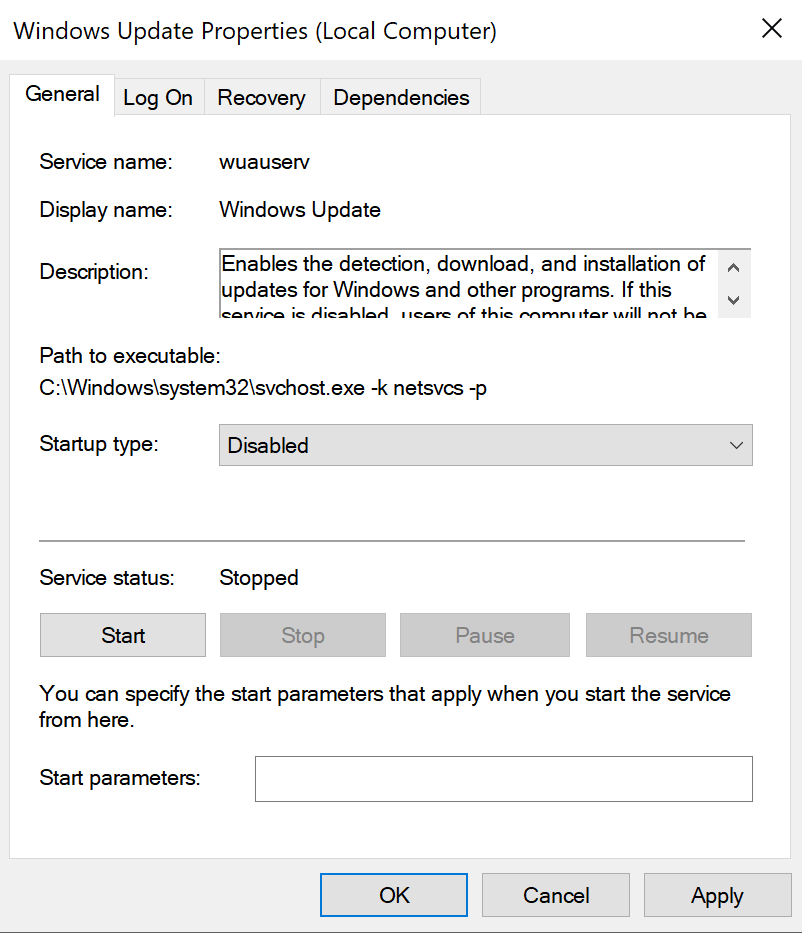 Windows Update Properties (Local Computer)
General Log On Recovery Dependencies
Service name: wuauserv
Display name: Windows Update
Description: Enables the detection, download, and installation of
updates for Windows and other programs. If this
service is disabled, users of this computer will not be
Path to executable:
C:\Windows\system32\svchost.exe -k netsvcs -p
Startup type: Disabled
Service status: Stopped
Start Stop Pause Resume
You can specify the start parameters that apply when you start the service
from here.
Start parameters:
OK Cancel Apply